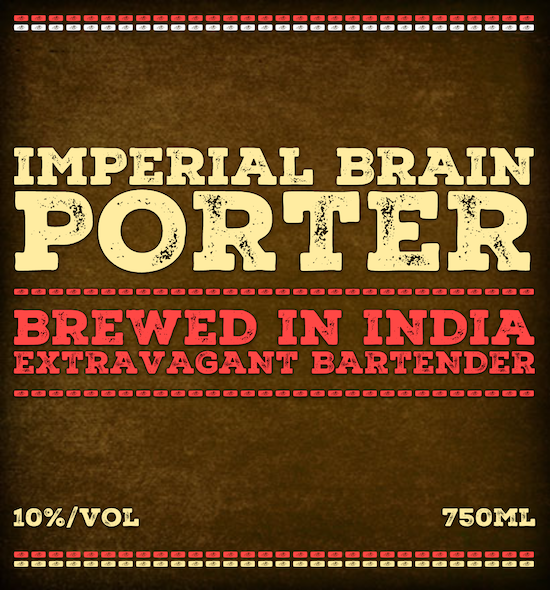 IMPERIAL BRAIN
PORTER
BREWED IN INDIA
EXTRAVAGANT BARTENDER
10%/VOL 750ML